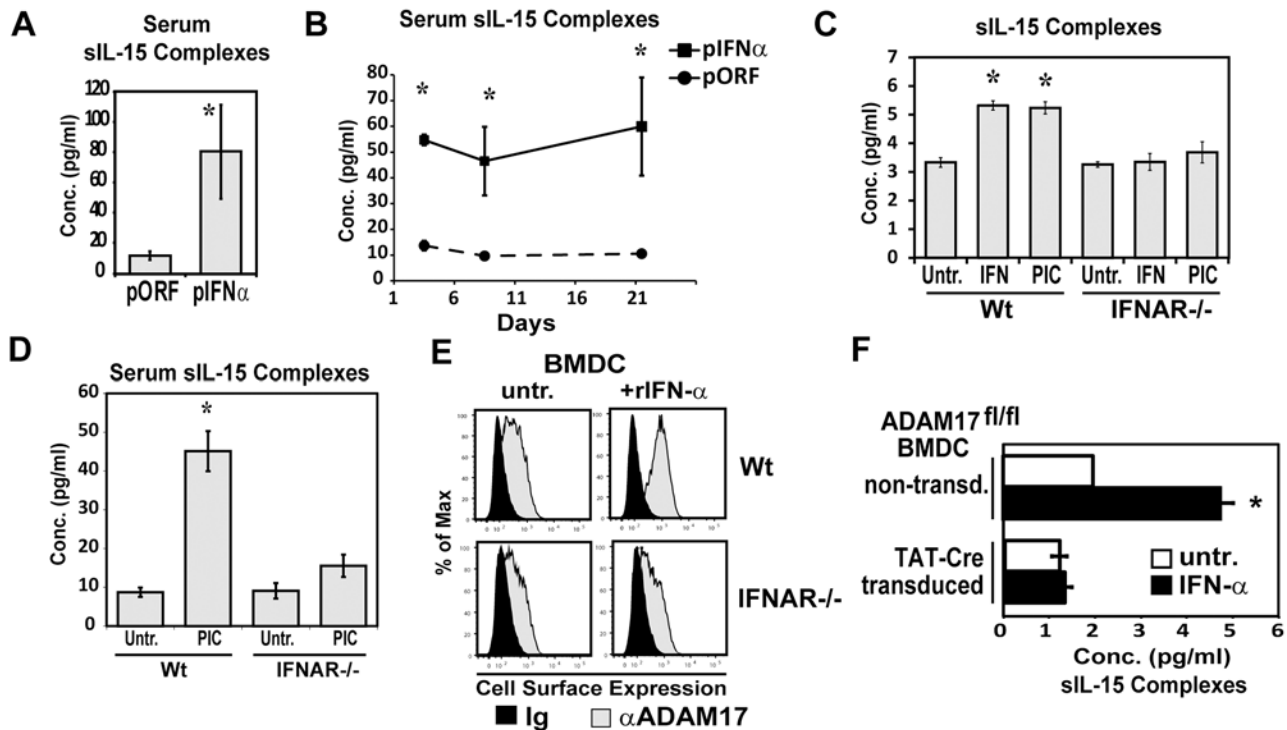 A
Serum
sIL-15 Complexes
Conc. (pg/ml)
120
100
80
60
40
20
0
*
pORF
pIFNα
B
Serum sIL-15 Complexes
Conc. (pg/ml)
80
70
60
50
40
30
20
10
0
*
*
*
pIFNα
pORF
1
6
11
16
21
Days
C
sIL-15 Complexes
Conc. (pg/ml)
7
6
5
4
3
2
1
0
*
*
Untr.
IFN
PIC
Untr.
IFN
PIC
Wt
IFNAR-/-
D
Serum sIL-15 Complexes
Conc. (pg/ml)
60
50
40
30
20
10
0
*
Untr.
PIC
Untr.
PIC
Wt
IFNAR-/-
E
BMDC
untr.
+rIFN-α
Wt
IFNAR-/-
% of Max
Cell Surface Expression
Ig
αADAM17
F
ADAM17 fl/fl
BMDC
non-transd.
TAT-Cre
transduced
*
untr.
IFN-α
0
1
2
3
4
5
6
Conc. (pg/ml)
sIL-15 Complexes